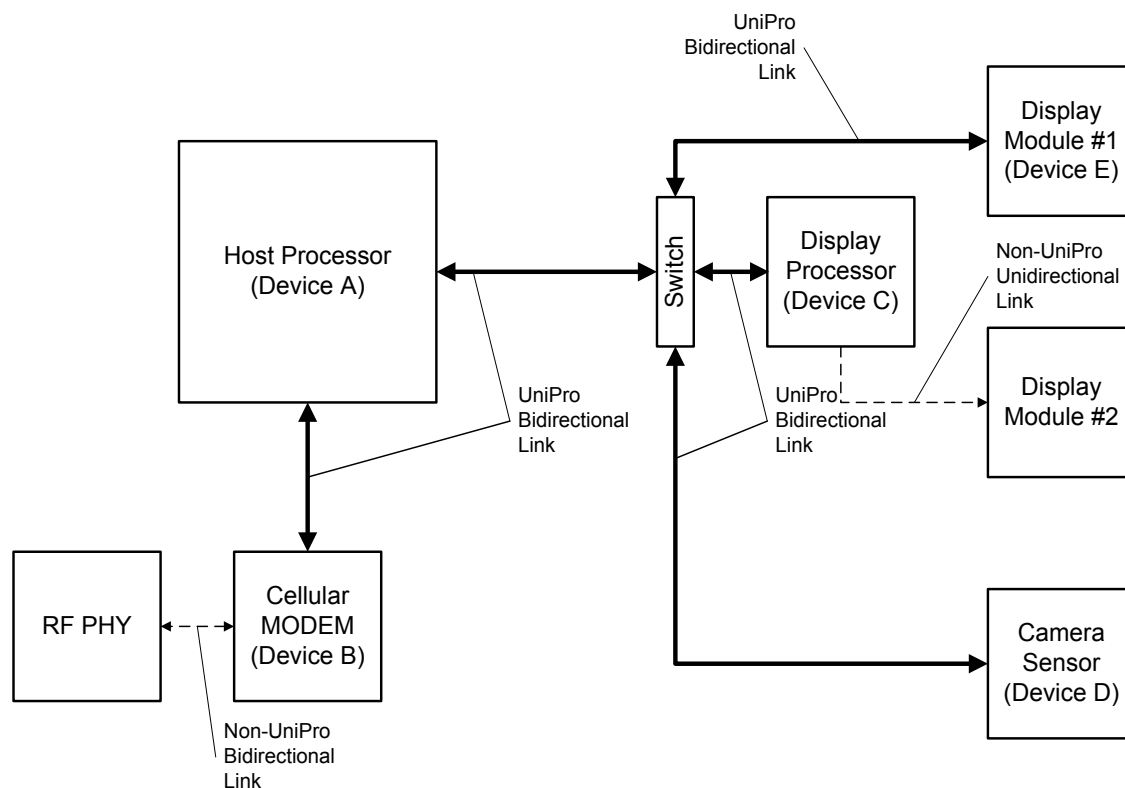 UniPro
Bidirectional
Link
Display
Module #1
(Device E)
Host Processor
(Device A)
Switch
Display
Processor
(Device C)
Non-UniPro
Unidirectional
Link
Display
Module #2
UniPro
Bidirectional
Link
UniPro
Bidirectional
Link
RF PHY
Cellular
MODEM
(Device B)
Camera
Sensor
(Device D)
Non-UniPro
Bidirectional
Link